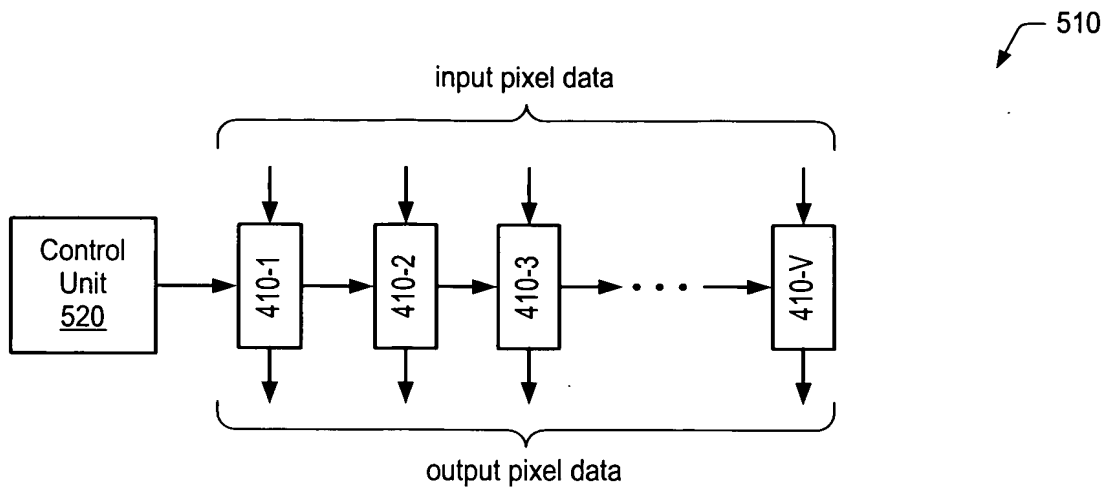 510
input pixel data
Control
Unit
520
410-1
410-2
410-3
410-V
output pixel data